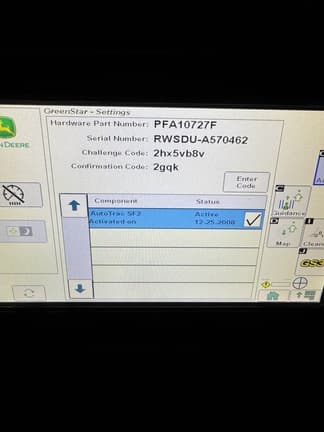 GreenStar - Settings
Hardware Part Number: PFA10727F
Serial Number: RWSDU-A570462
Challenge Code: 2hx5vb8v
Confirmation Code: 2gqk
Enter
Code
Component Status
AutoTrac SF2 Active
Activated on 12-25-2008
N DEERE
Guidance
Map
C
D
I
J